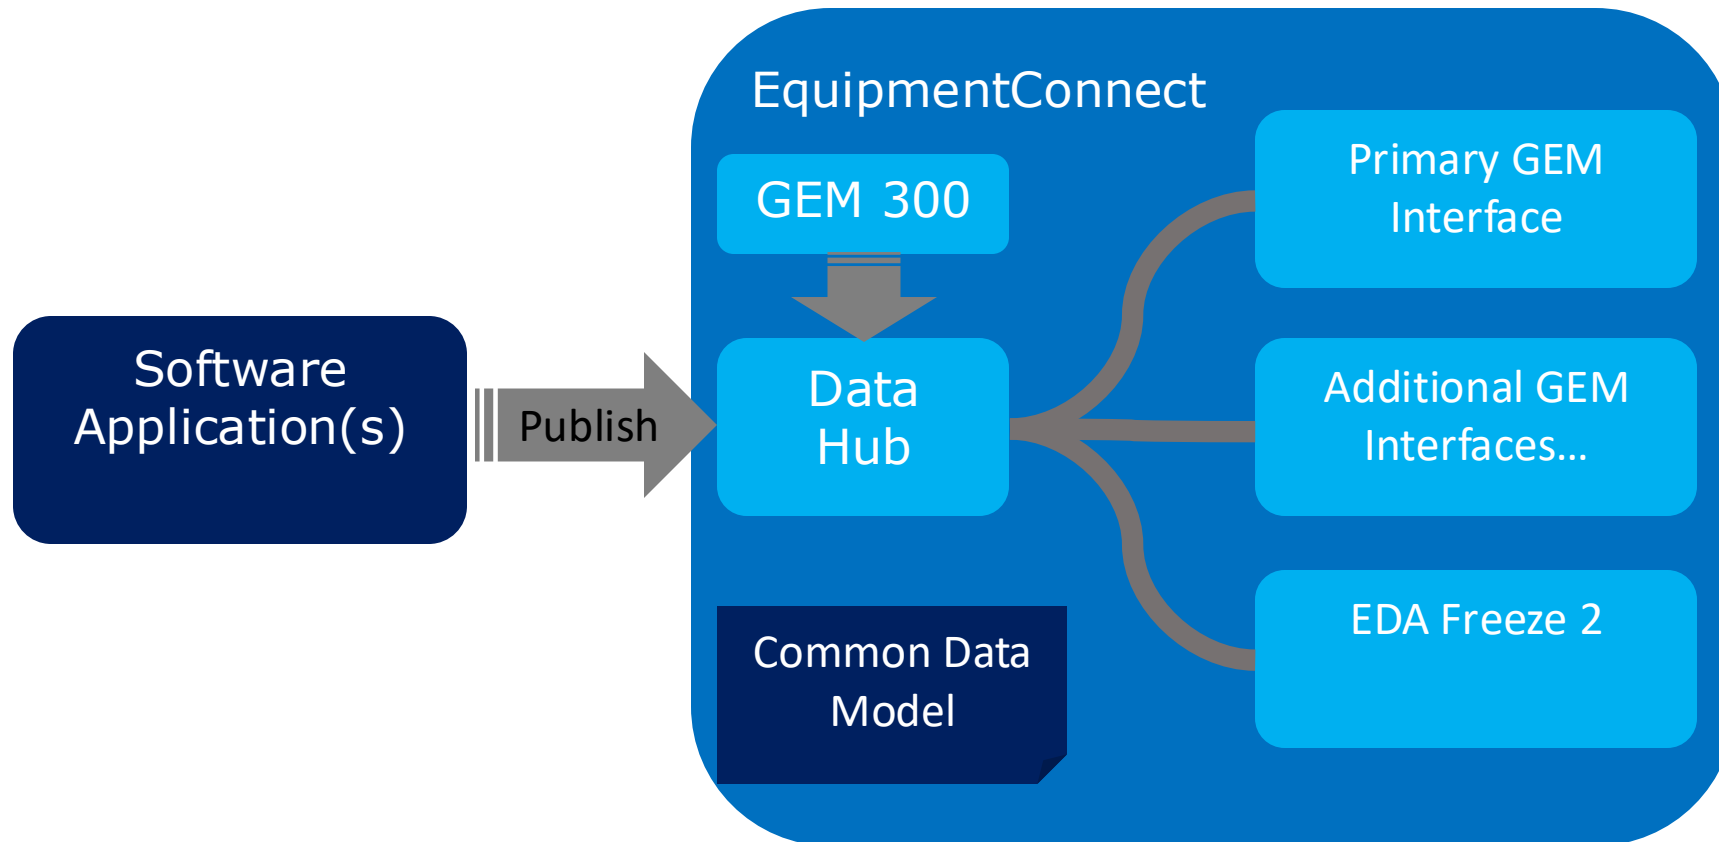 EquipmentConnect
GEM 300
Primary GEM
Interface
Software
Application(s)
Publish
Data
Hub
Additional GEM
Interfaces...
Common Data
Model
EDA Freeze 2